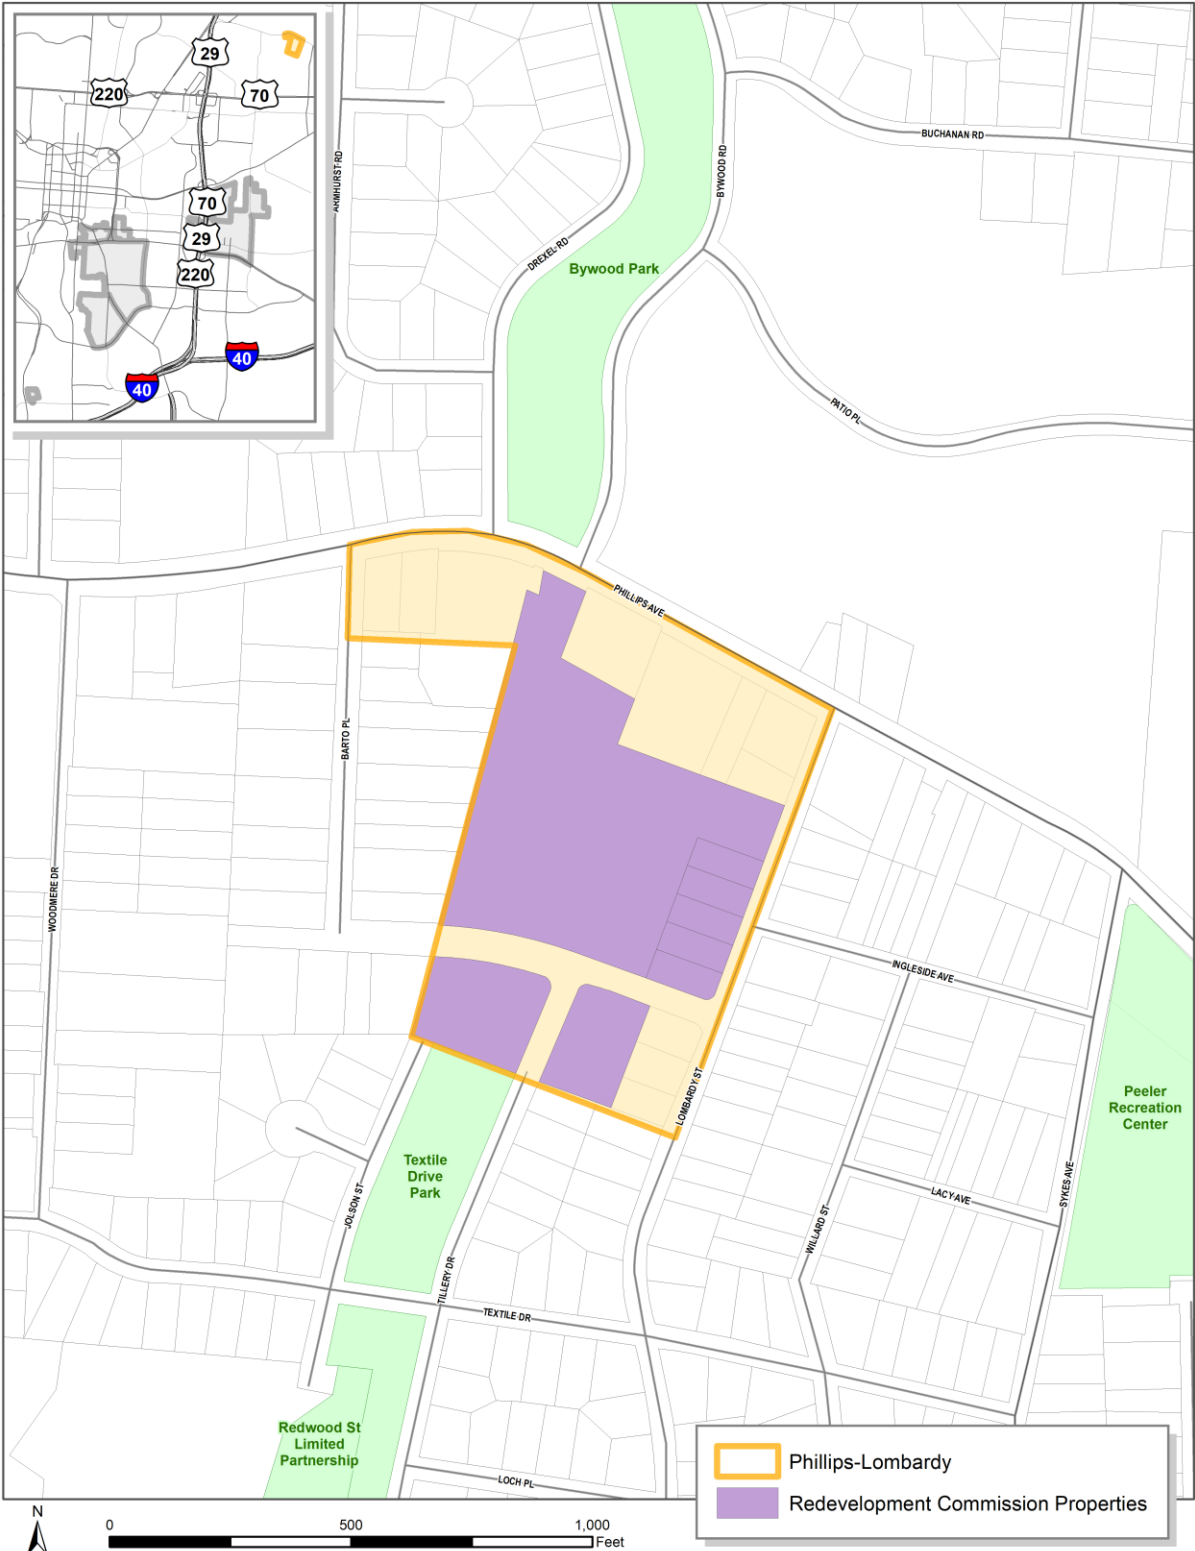 29
220
70
70
29
220
40
40
ARMHURST RD
BUCHANAN RD
BYWOOD RD
DREXEL RD
Bywood Park
PATIO PL
PHILLIPS AVE
BARTO PL
WOODMERE DR
INGLESIDE AVE
LOMBARDY ST
Peeler
Recreation
Center
Textile
Drive
Park
JOLSON ST
SYKES AVE
LACY AVE
WILLARD ST
TILLERY DR
TEXTILE DR
Redwood St
Limited
Partnership
LOCH PL
Phillips-Lombardy
Redevelopment Commission Properties
N
0 500 1,000
Feet